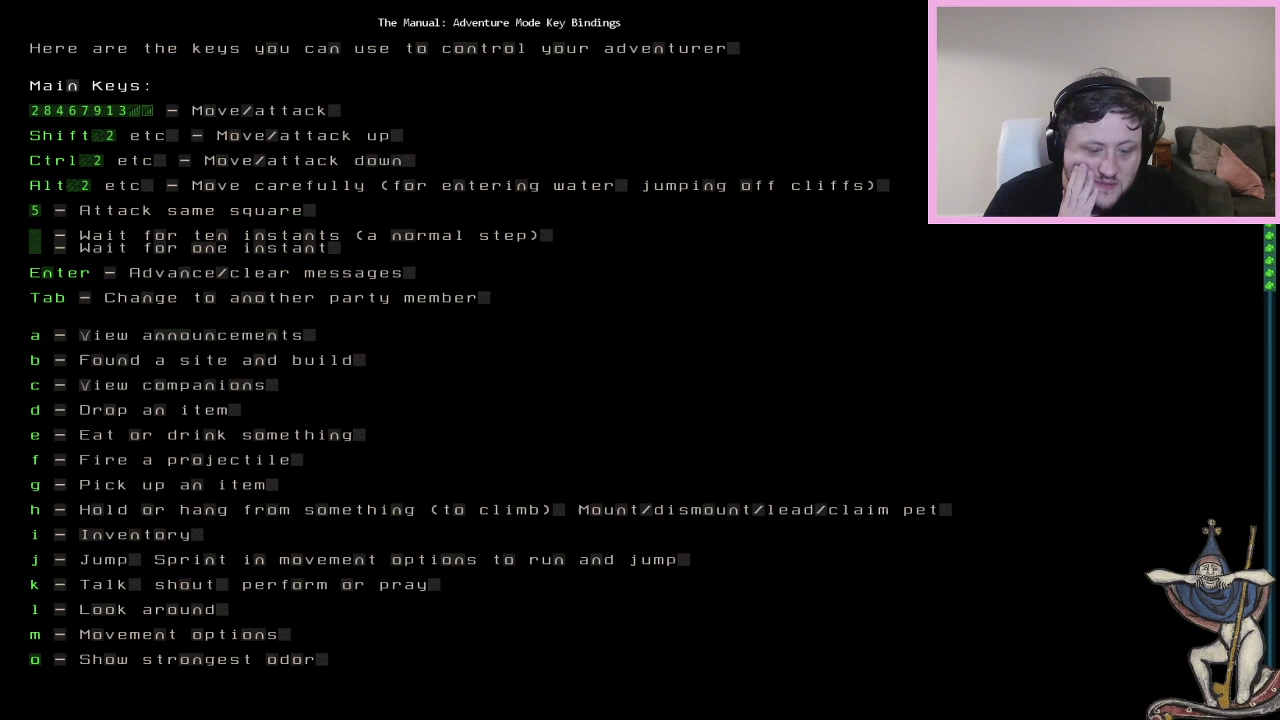 The Manual: Adventure Mode Key Bindings
Here are the keys you can use to control your adventurer
Main Keys:
28467913 - Move/attack
Shift 2 etc - Move/attack up
Ctrl 2 etc - Move/attack down
Alt 2 etc - Move carefully (for entering water jumping off cliffs)
5 - Attack same square
- Wait for ten instants (a normal step)
- Wait for one instant
Enter - Advance/clear messages
Tab - Change to another party member
a - View announcements
b - Found a site and build
c - View companions
d - Drop an item
e - Eat or drink something
f - Fire a projectile
g - Pick up an item
h - Hold or hang from something (to climb) Mount/dismount/lead/claim pet
i - Inventory
j - Jump Sprint in movement options to run and jump
k - Talk shout perform or pray
l - Look around
m - Movement options
o - Show strongest odor